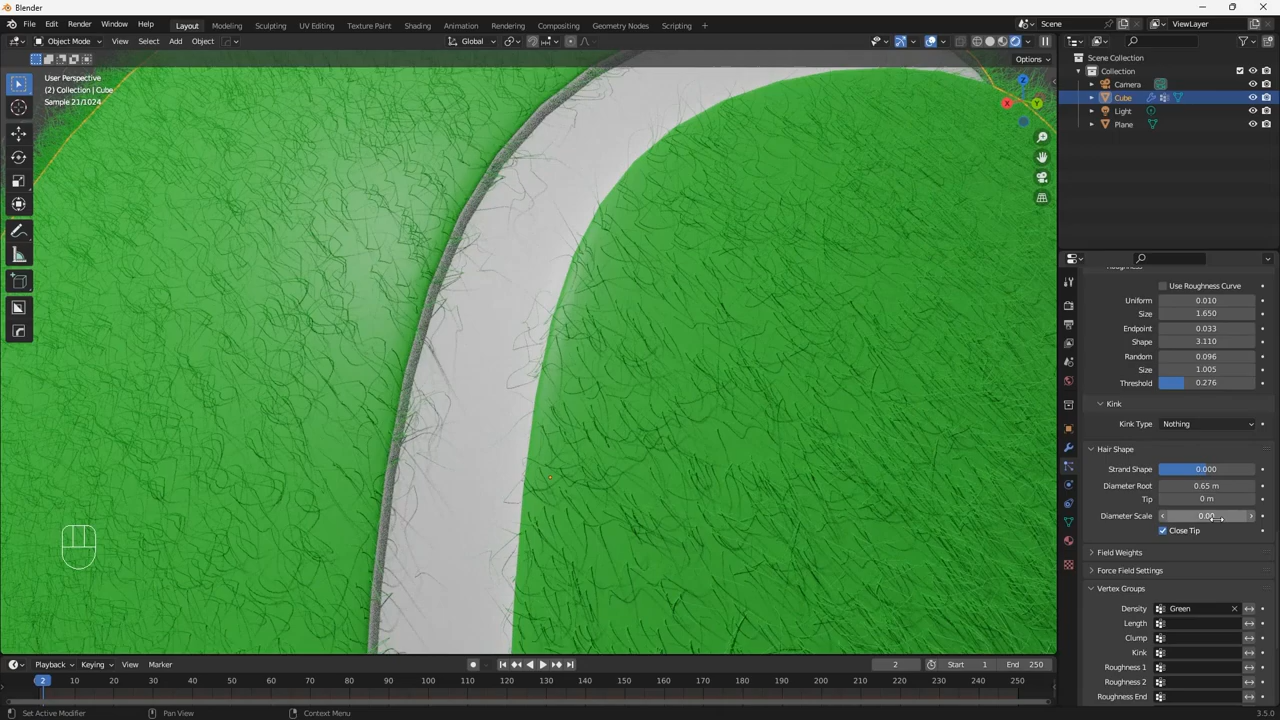 Blender
File Edit Render Window Help
Layout Modeling Sculpting UV Editing Texture Paint Shading Animation Rendering Compositing Geometry Nodes Scripting +
Scene
ViewLayer
Object Mode View Select Add Object
Global
Options
User Perspective
(2) Collection | Cube
Sample 21/1024
Z
X
Y
Scene Collection
Collection
Camera
Cube
Light
Plane
Use Roughness Curve
Uniform 0.010
Size 1.650
Endpoint 0.033
Shape 3.110
Random 0.096
Size 1.005
Threshold 0.276
Kink
Kink Type Nothing
Hair Shape
Strand Shape 0.000
Diameter Root 0.65 m
Tip 0 m
Diameter Scale 0.00
Close Tip
Field Weights
Force Field Settings
Vertex Groups
Density Green
Length
Clump
Kink
Roughness 1
Roughness 2
Roughness End
Playback Keying View Marker
2 Start 1 End 250
2 10 20 30 40 50 60 70 80 90 100 110 120 130 140 150 160 170 180 190 200 210 220 230 240 250
Set Active Modifier Pan View Context Menu 3.5.0